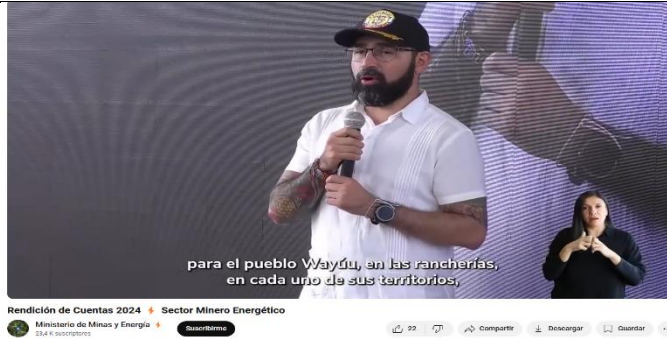 para el pueblo Wayúu, en las rancherías,
en cada uno de sus territorios,
Rendición de Cuentas 2024 ⚡ Sector Minero Energético
Ministerio de Minas y Energía ⚡
23,4 K suscriptores
Suscribirme
22
Compartir
Descargar
Guardar